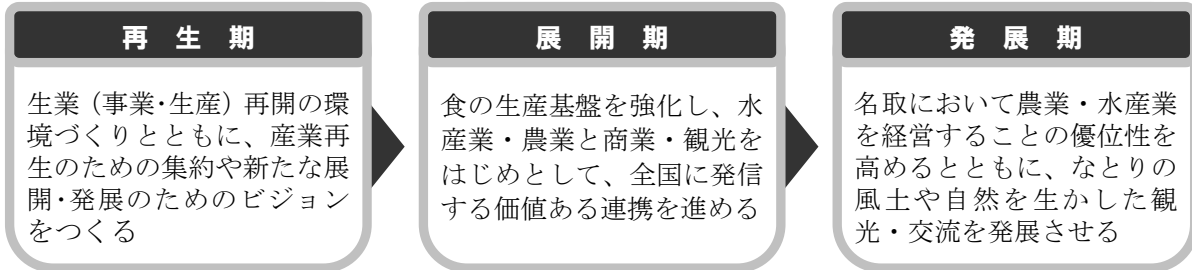 再生期
生業（事業･生産）再開の環
境づくりとともに、産業再
生のための集約や新たな展
開･発展のためのビジョン
をつくる
展開期
食の生産基盤を強化し、水
産業・農業と商業・観光を
はじめとして、全国に発信
する価値ある連携を進める
発展期
名取において農業・水産業
を経営することの優位性を
高めるとともに、なとりの
風土や自然を生かした観
光・交流を発展させる